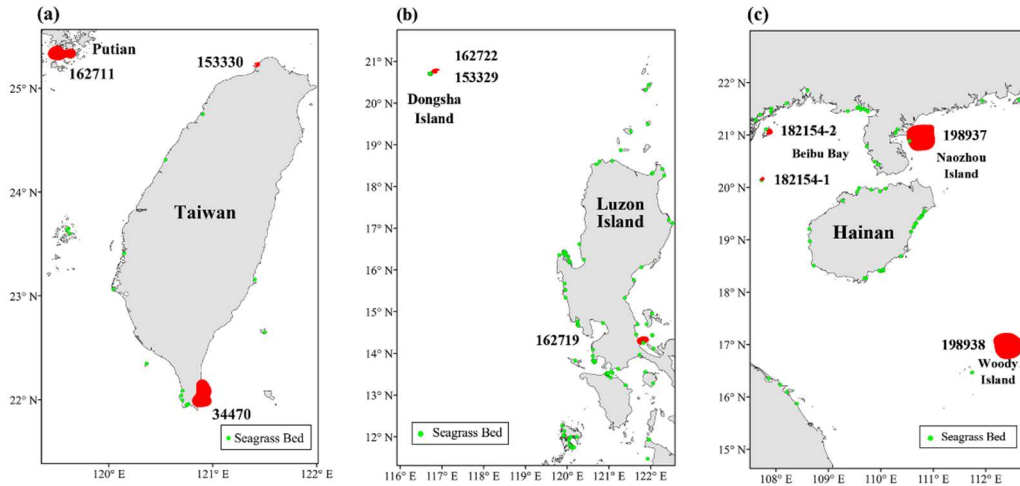 (a)
Putian
162711
153330
25° N
24° N
Taiwan
23° N
22° N
34470
Seagrass Bed
120° E
121° E
122° E
(b)
21° N
20° N
19° N
18° N
17° N
16° N
15° N
14° N
13° N
12° N
162722
153329
Dongsha
Island
Luzon
Island
162719
Seagrass Bed
116° E
117° E
118° E
119° E
120° E
121° E
122° E
(c)
22° N
21° N
20° N
19° N
18° N
17° N
16° N
15° N
182154-2
Beibu Bay
182154-1
198937
Naozhou
Island
Hainan
198938
Woody
Island
Seagrass Bed
108° E
109° E
110° E
111° E
112° E